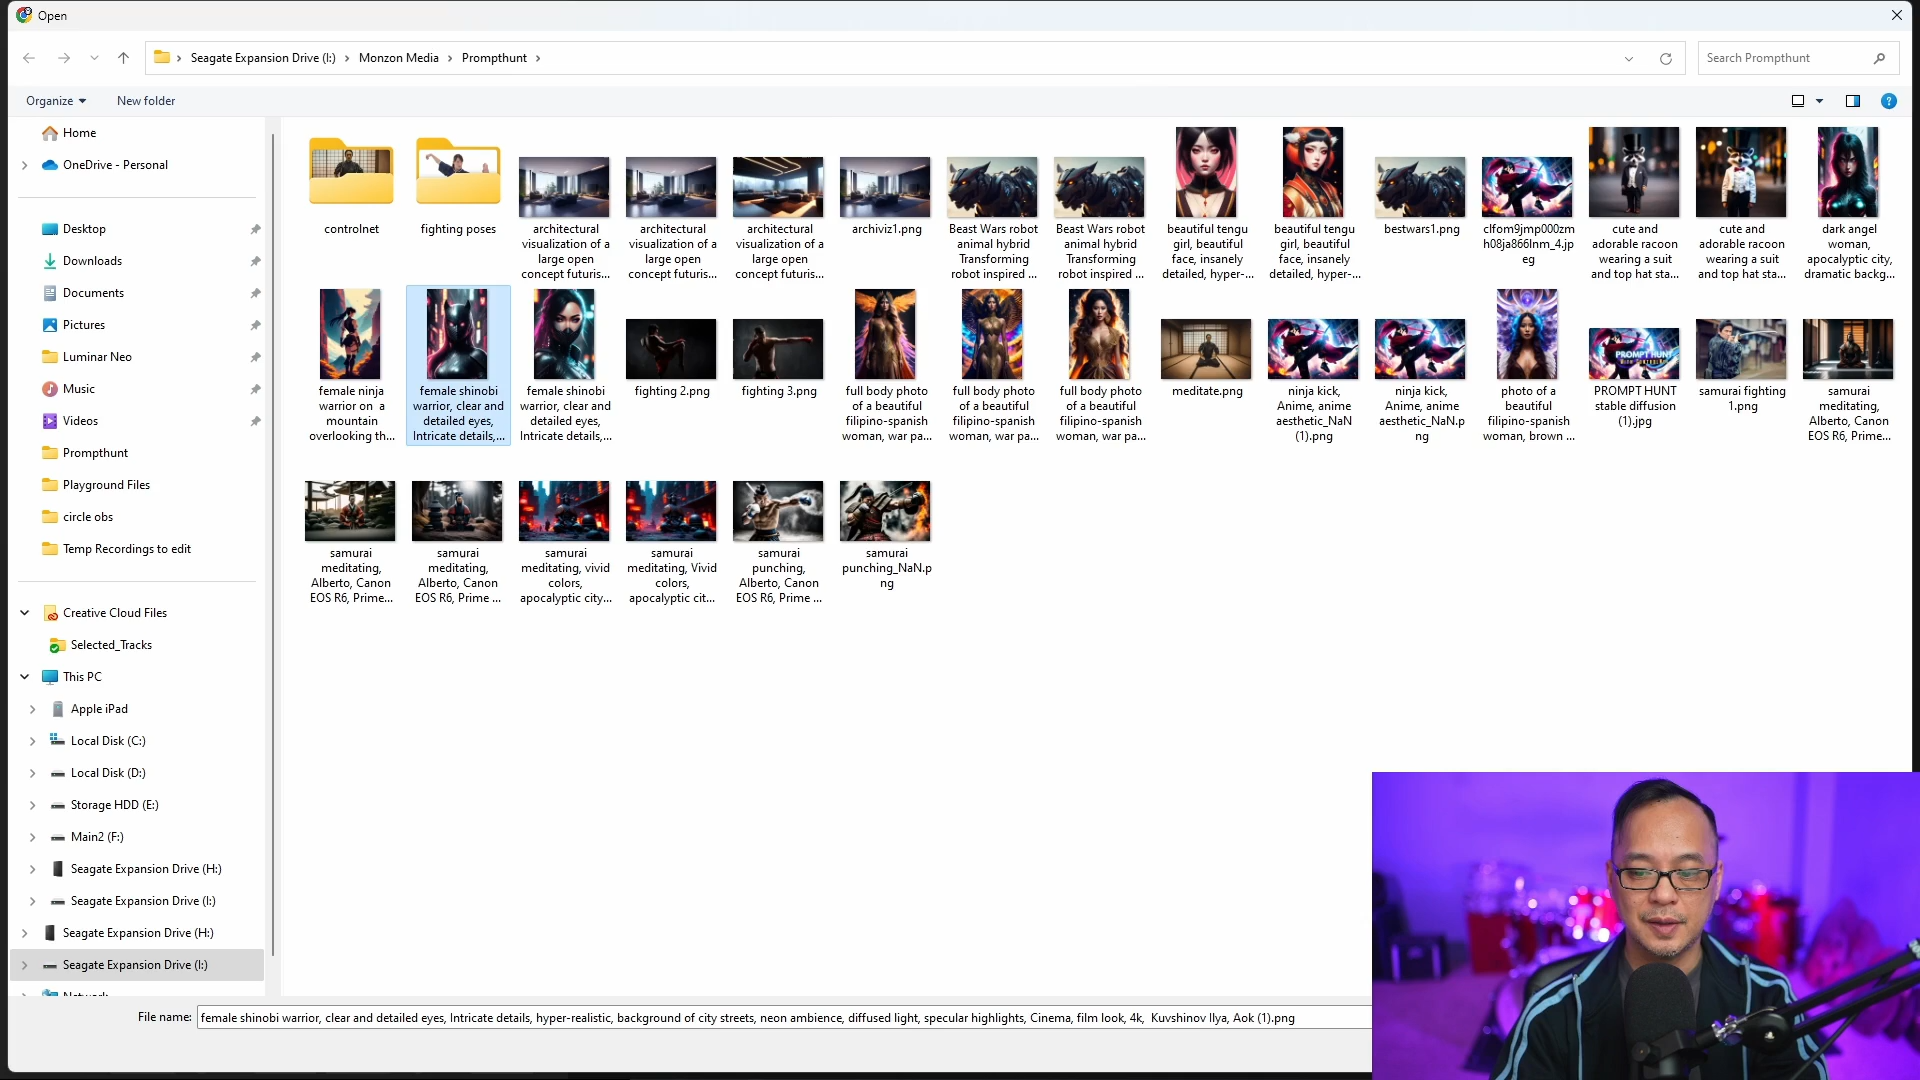 Open
Seagate Expansion Drive (I:) › Monzon Media › Prompthunt ›
Search Prompthunt
Organize
New folder
Home
OneDrive - Personal
Desktop
Downloads
Documents
Pictures
Luminar Neo
Music
Videos
Prompthunt
Playground Files
circle obs
Temp Recordings to edit
Creative Cloud Files
Selected_Tracks
This PC
Apple iPad
Local Disk (C:)
Local Disk (D:)
Storage HDD (E:)
Main2 (F:)
Seagate Expansion Drive (H:)
Seagate Expansion Drive (I:)
Seagate Expansion Drive (H:)
Seagate Expansion Drive (I:)
Network
controlnet
fighting poses
architectural
visualization of a
large open
concept futuris...
architectural
visualization of a
large open
concept futuris...
architectural
visualization of a
large open
concept futuris...
archiviz1.png
Beast Wars robot
animal hybrid
Transforming
robot inspired ...
Beast Wars robot
animal hybrid
Transforming
robot inspired ...
beautiful tengu
girl, beautiful
face, insanely
detailed, hyper-...
beautiful tengu
girl, beautiful
face, insanely
detailed, hyper-...
bestwars1.png
clfom9jmp000zm
h08ja866lnm_4.jp
eg
cute and
adorable racoon
wearing a suit
and top hat sta...
cute and
adorable racoon
wearing a suit
and top hat sta...
dark angel
woman,
apocalyptic city,
dramatic backg...
female ninja
warrior on a
mountain
overlooking th...
female shinobi
warrior, clear and
detailed eyes,
Intricate details,...
female shinobi
warrior, clear and
detailed eyes,
Intricate details,...
fighting 2.png
fighting 3.png
full body photo
of a beautiful
filipino-spanish
woman, war pa...
full body photo
of a beautiful
filipino-spanish
woman, war pa...
full body photo
of a beautiful
filipino-spanish
woman, war pa...
meditate.png
ninja kick,
Anime, anime
aesthetic_NaN
(1).png
ninja kick,
Anime, anime
aesthetic_NaN.p
ng
photo of a
beautiful
filipino-spanish
woman, brown ...
PROMPT HUNT
PROMPT HUNT
stable diffusion
(1).jpg
samurai fighting
1.png
samurai
meditating,
Alberto, Canon
EOS R6, Prime...
samurai
meditating,
Alberto, Canon
EOS R6, Prime...
samurai
meditating,
Alberto, Canon
EOS R6, Prime ...
samurai
meditating, vivid
colors,
apocalyptic city...
samurai
meditating, Vivid
colors,
apocalyptic cit...
samurai
punching,
Alberto, Canon
EOS R6, Prime ...
samurai
punching_NaN.p
ng
File name:
female shinobi warrior, clear and detailed eyes, Intricate details, hyper-realistic, background of city streets, neon ambience, diffused light, specular highlights, Cinema, film look, 4k, Kuvshinov Ilya, Aok (1).png